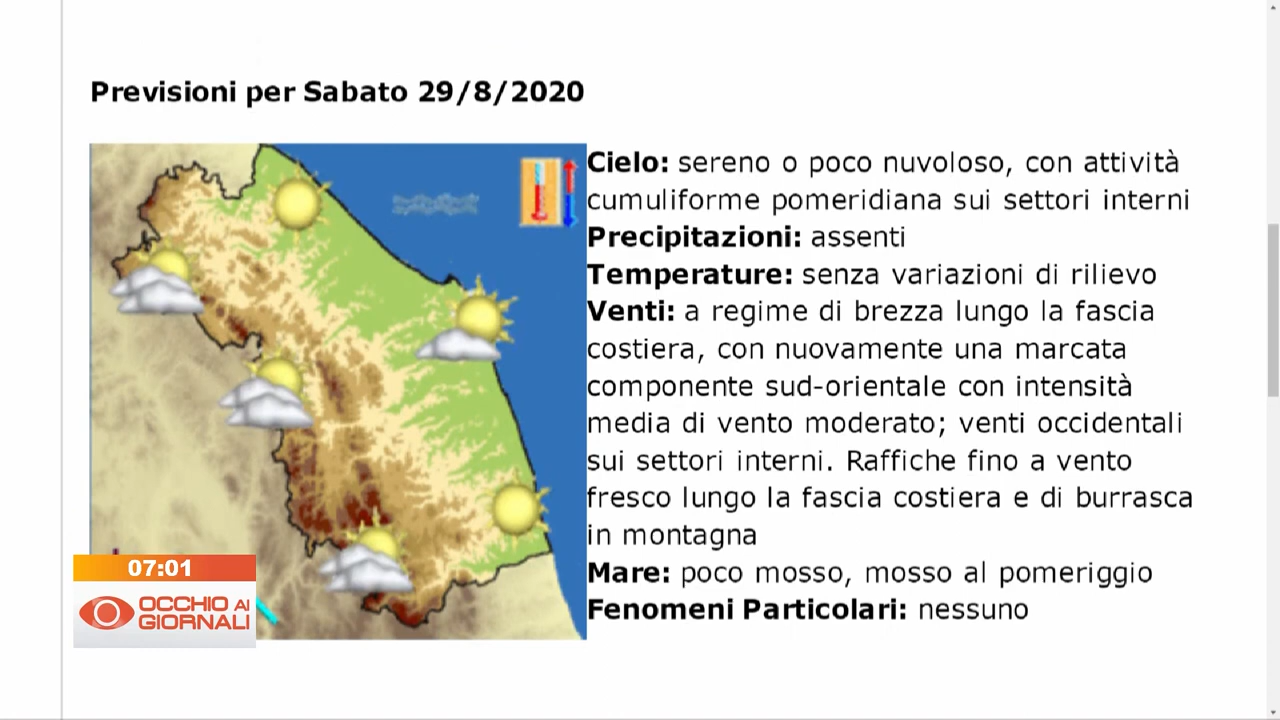 Previsioni per Sabato 29/8/2020
Cielo: sereno o poco nuvoloso, con attività
cumuliforme pomeridiana sui settori interni
Precipitazioni: assenti
Temperature: senza variazioni di rilievo
Venti: a regime di brezza lungo la fascia
costiera, con nuovamente una marcata
componente sud-orientale con intensità
media di vento moderato; venti occidentali
sui settori interni. Raffiche fino a vento
fresco lungo la fascia costiera e di burrasca
in montagna
Mare: poco mosso, mosso al pomeriggio
Fenomeni Particolari: nessuno
07:01
OCCHIO AI
GIORNALI